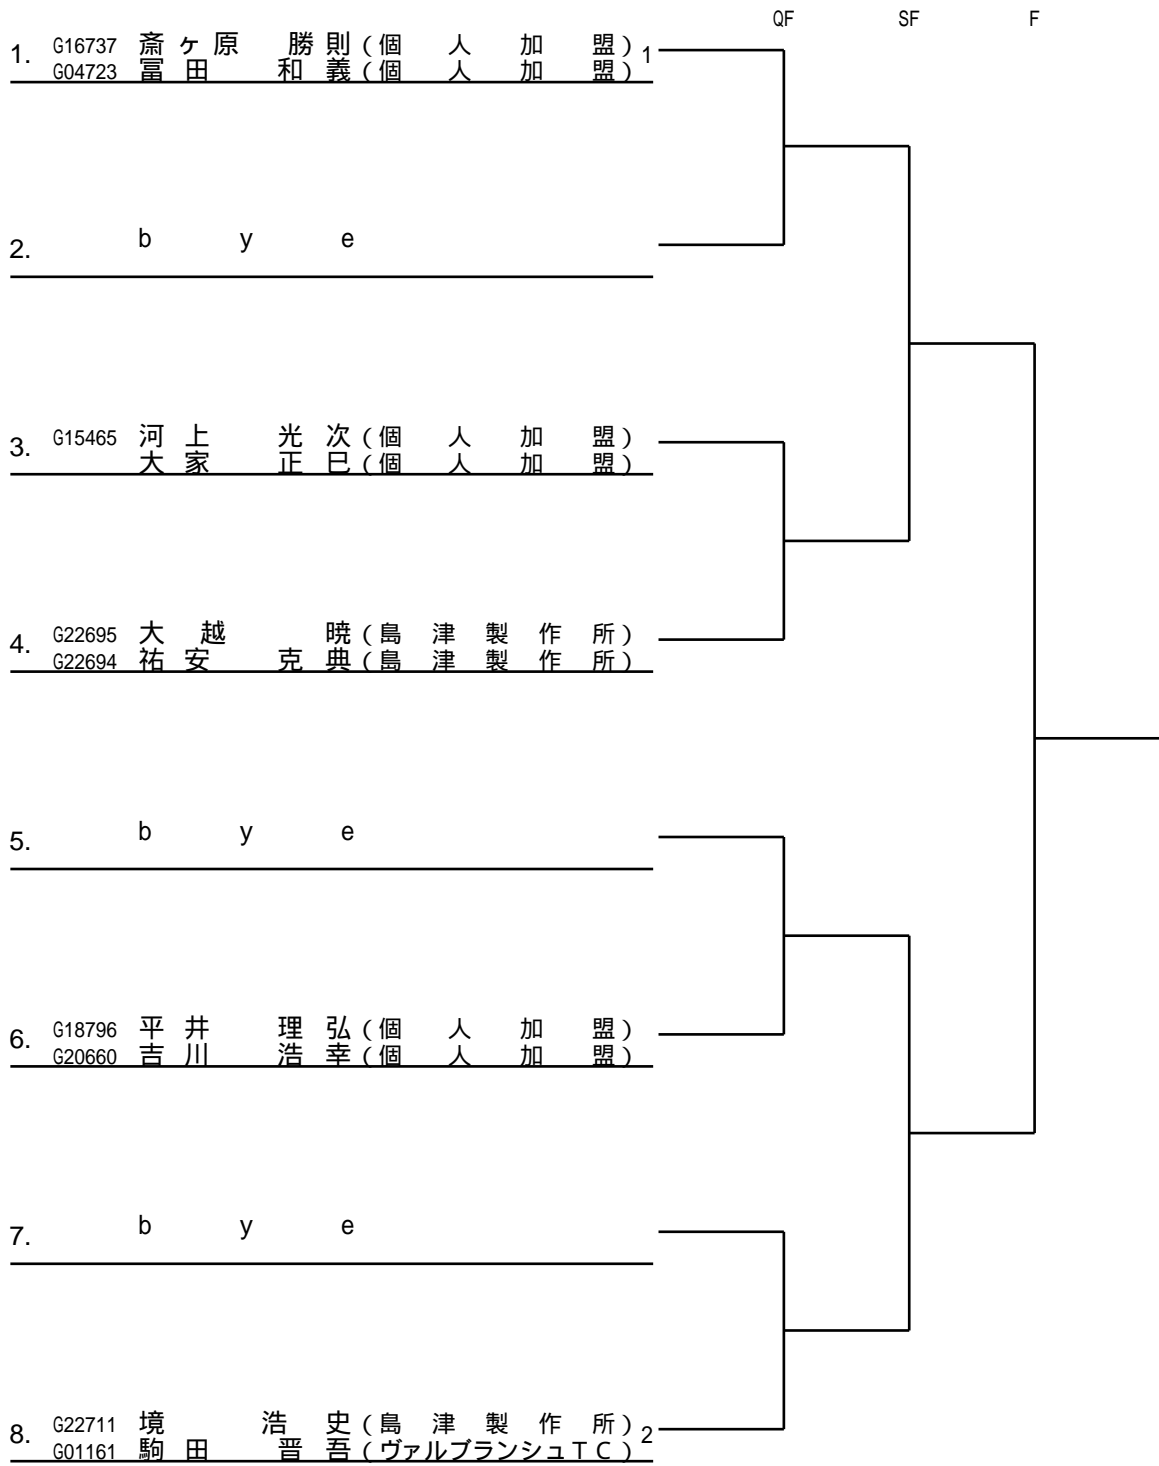 QF SF F
1. G16737 斎ヶ原 勝則(個人加盟) 1
G04723 冨田 和義(個人加盟)
2. bye
3. G15465 河上 光次(個人加盟)
大家 正巳(個人加盟)
4. G22695 大越 暁(島津製作所)
G22694 祐安 克典(島津製作所)
5. bye
6. G18796 平井 理弘(個人加盟)
G20660 吉川 浩幸(個人加盟)
7. bye
8. G22711 境 浩史(島津製作所) 2
G01161 駒田 晋吾(ヴァルブランシュTC)